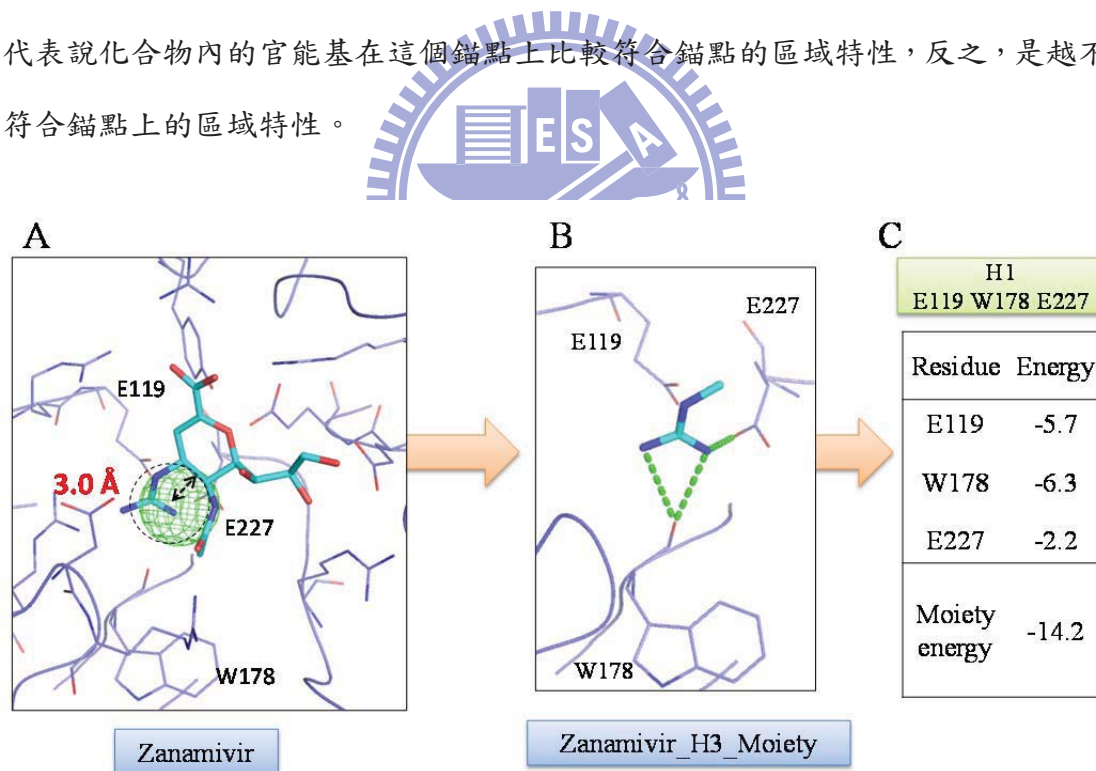 代表說化合物內的官能基在這個錨點上比較符合錨點的區域特性，反之，是越不
符合錨點上的區域特性。
E S A
A
B
C
E119
3.0 Å
E227
W178
Zanamivir
E119
E227
W178
Zanamivir_H3_Moiety
H1
E119 W178 E227
Residue Energy
E119 -5.7
W178 -6.3
E227 -2.2
Moiety
energy -14.2